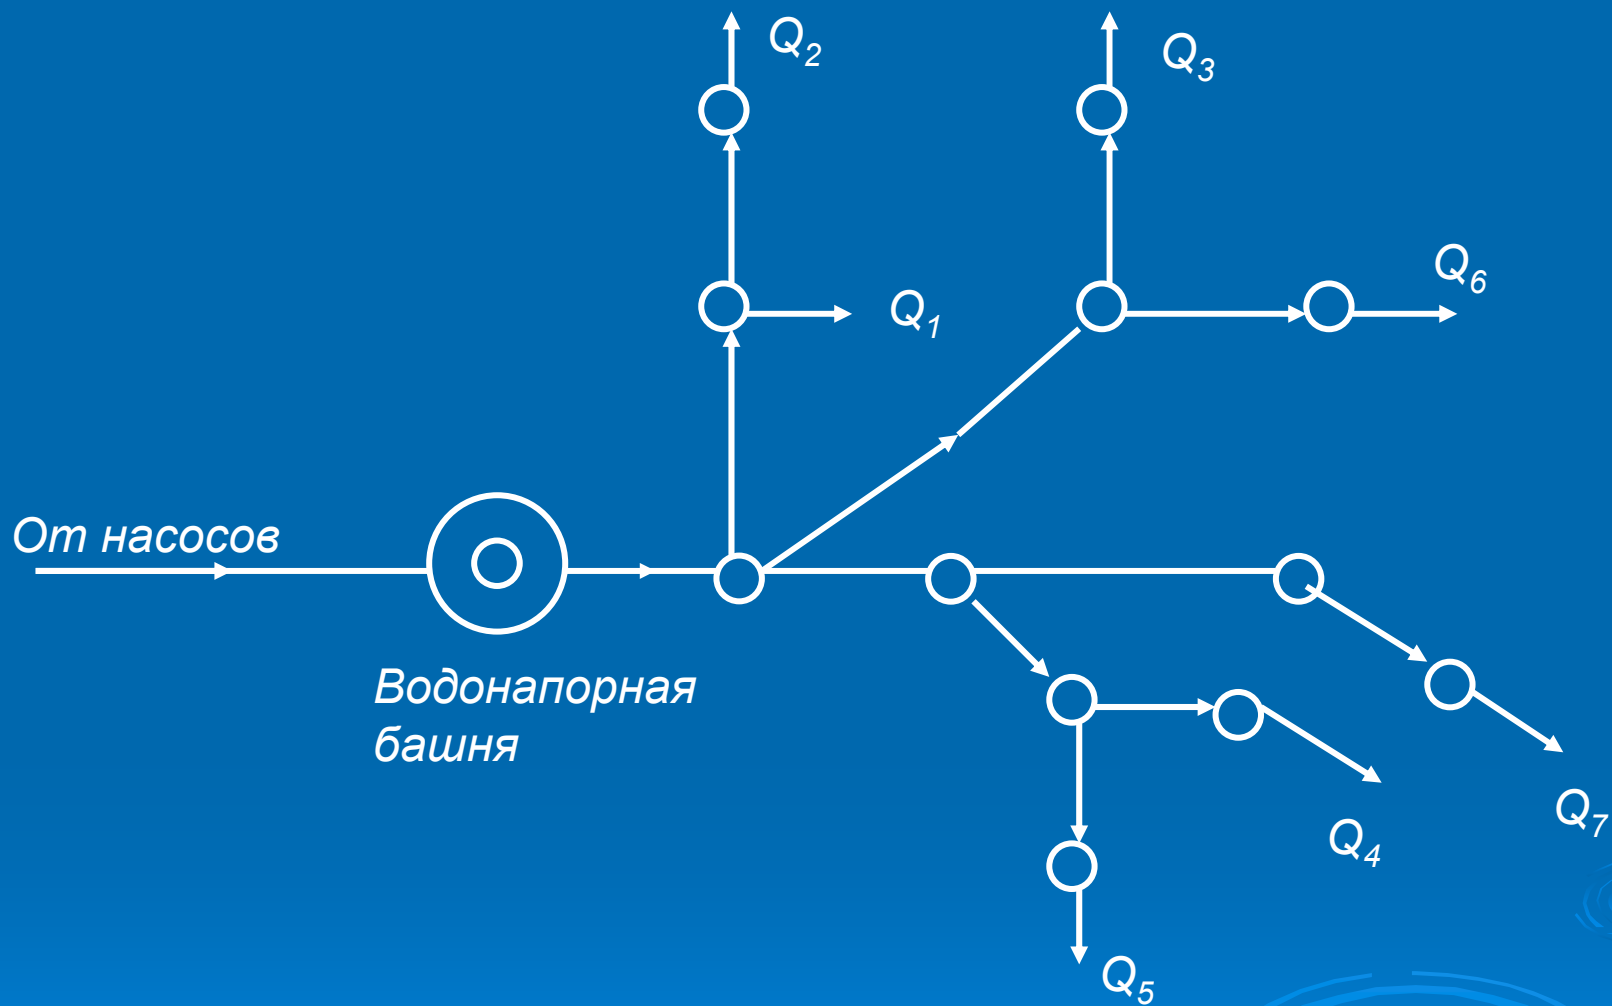 Q2
Q3
Q6
Q1
От насосов
Водонапорная
башня
Q7
Q4
Q5